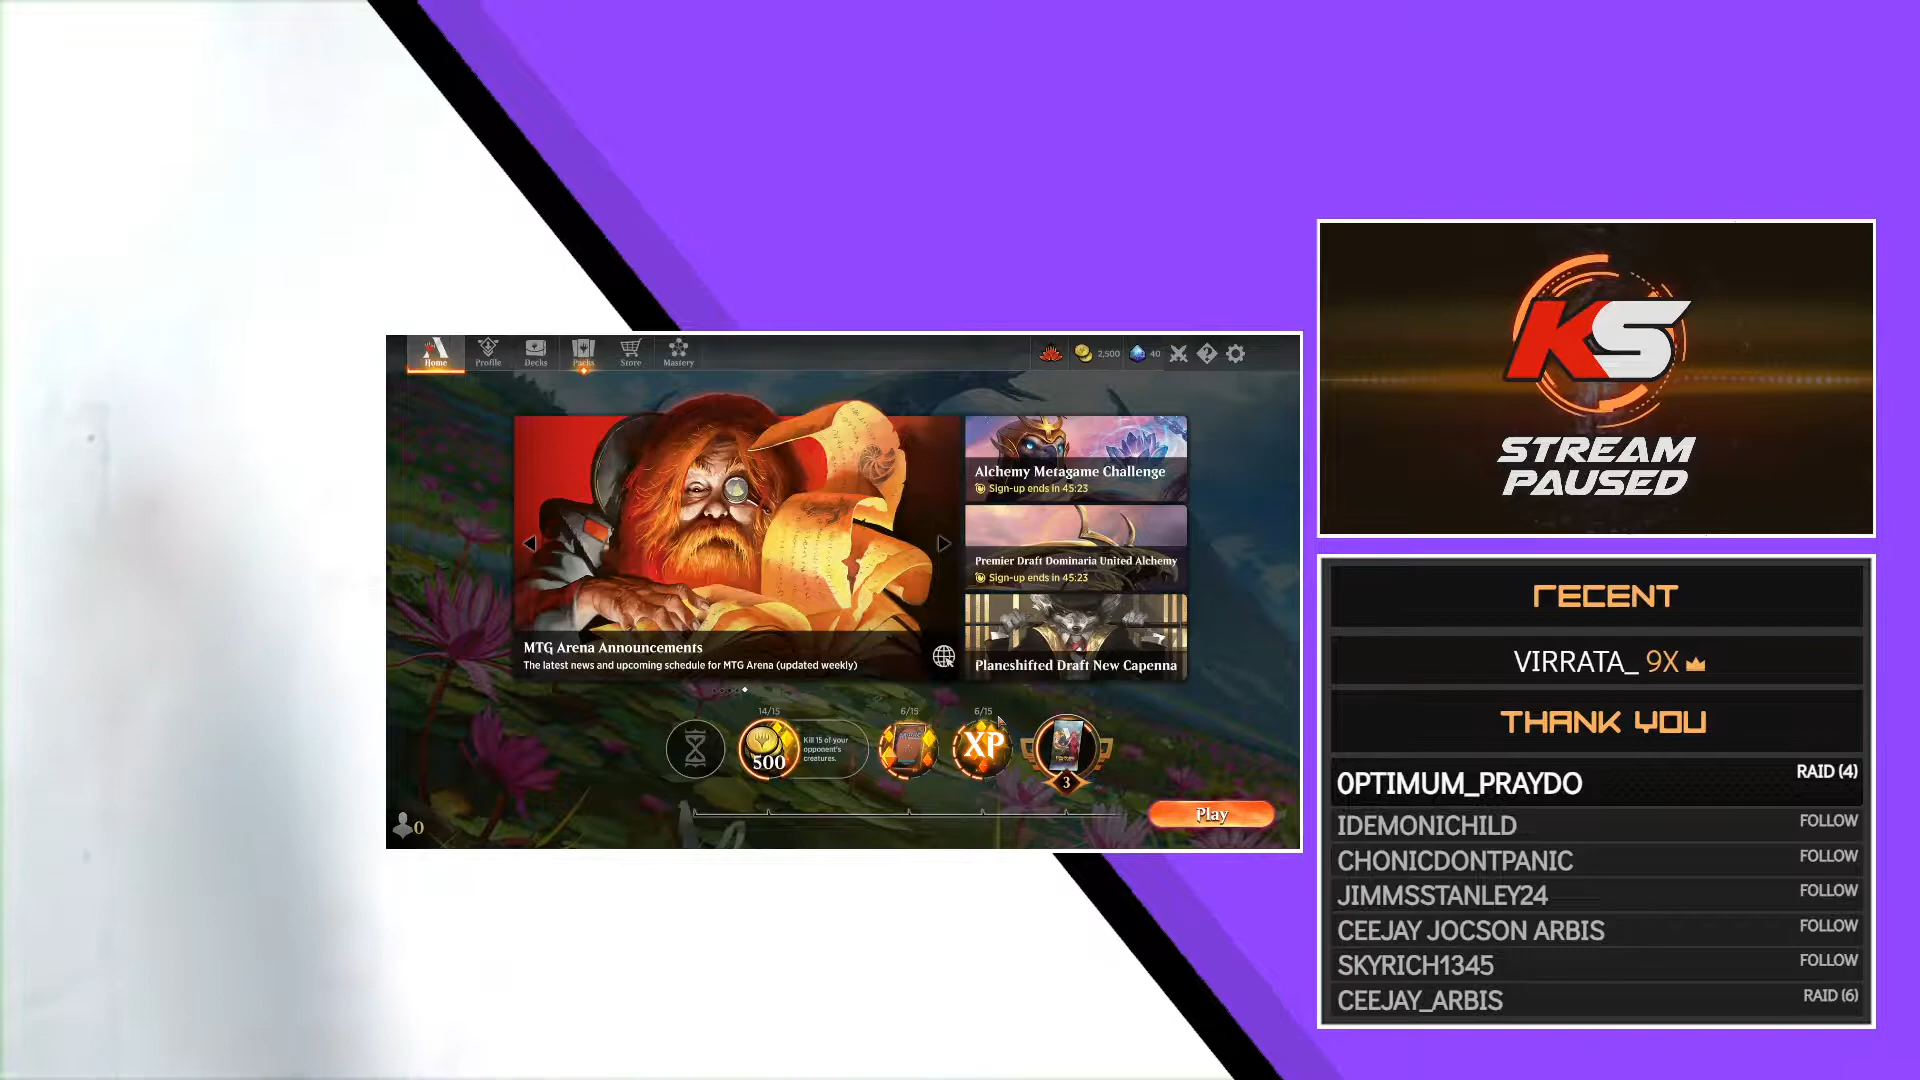 Home
Profile
Decks
Packs
Store
Mastery
2,500
40
Alchemy Metagame Challenge
Sign-up ends in 45:23
Premier Draft Dominaria United Alchemy
Sign-up ends in 45:23
Planeshifted Draft New Capenna
MTG Arena Announcements
The latest news and upcoming schedule for MTG Arena (updated weekly)
14/15
500
Kill 15 of your
opponent's
creatures.
6/15
6/15
XP
3
Play
0
KS
STREAM
PAUSED
RECENT
VIRRATA_ 9X
THANK YOU
0PTIMUM_PRAYDO RAID (4)
IDEMONICHILD FOLLOW
CHONICDONTPANIC FOLLOW
JIMMSSTANLEY24 FOLLOW
CEEJAY JOCSON ARBIS FOLLOW
SKYRICH1345 FOLLOW
CEEJAY_ARBIS RAID (6)